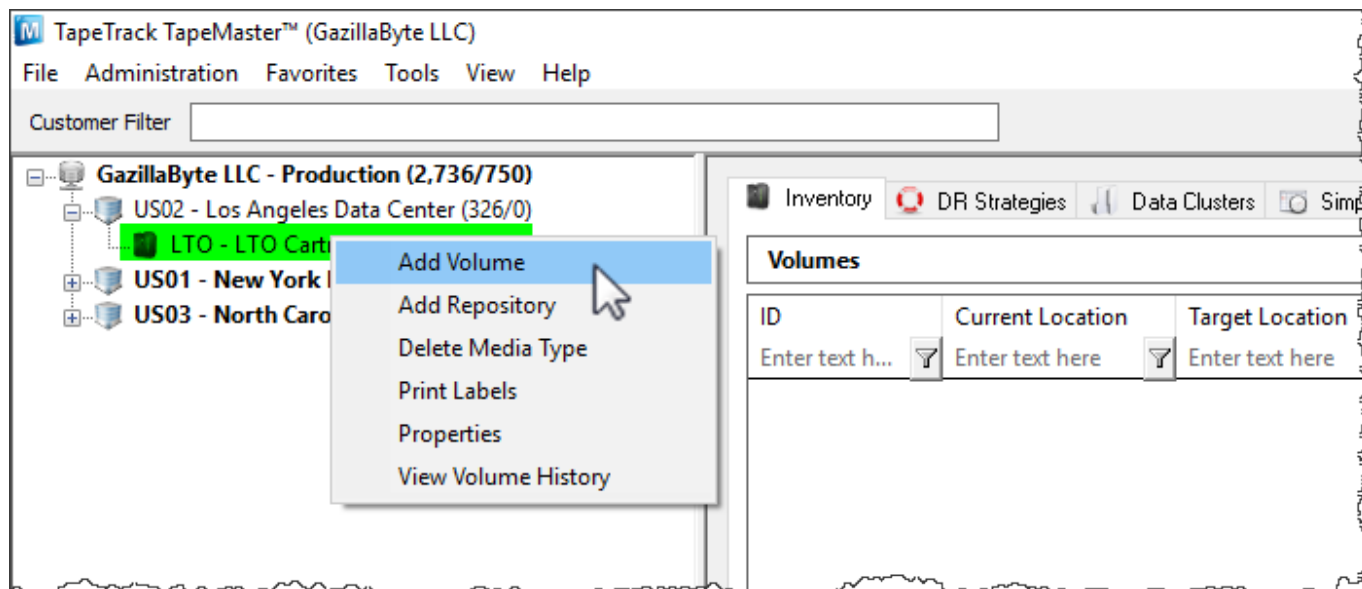 TapeTrack TapeMaster™ (GazillaByte LLC)
File Administration Favorites Tools View Help
Customer Filter
GazillaByte LLC - Production (2,736/750)
US02 - Los Angeles Data Center (326/0)
LTO - LTO
US01 - New York
US03 - North
Add Volume
Add Repository
Delete Media Type
Print Labels
Properties
View Volume History
Inventory DR Strategies Data Clusters
Volumes
ID Current Location Target Location
Enter text h... Enter text here Enter text here